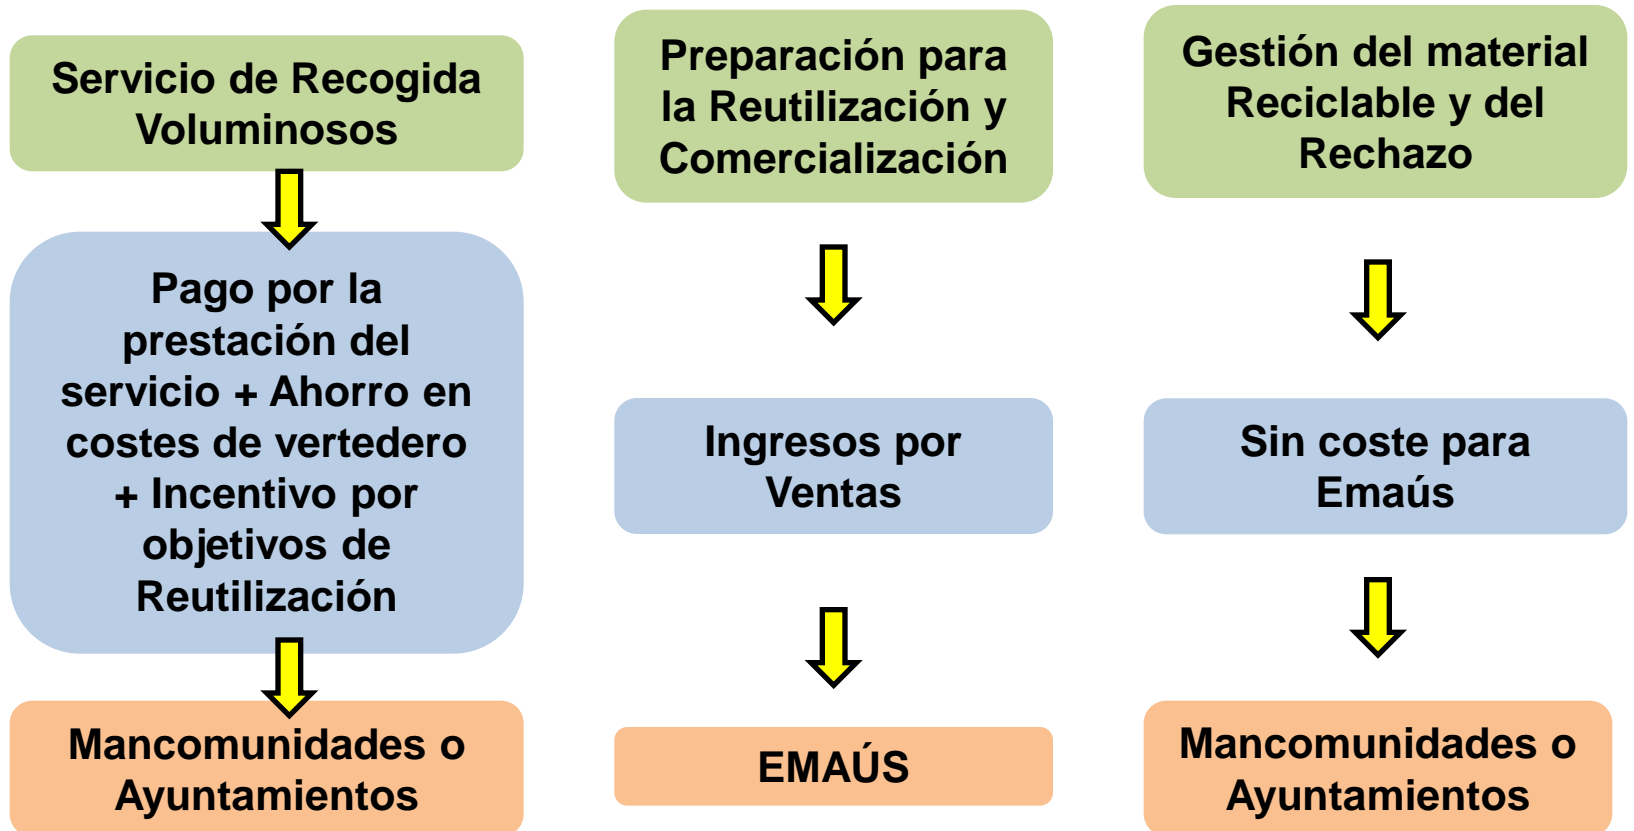 Servicio de Recogida
Voluminosos
Pago por la
prestación del
servicio + Ahorro en
costes de vertedero
+ Incentivo por
objetivos de
Reutilización
Mancomunidades o
Ayuntamientos
Preparación para
la Reutilización y
Comercialización
Ingresos por
Ventas
EMAÚS
Gestión del material
Reciclable y del
Rechazo
Sin coste para
Emaús
Mancomunidades o
Ayuntamientos